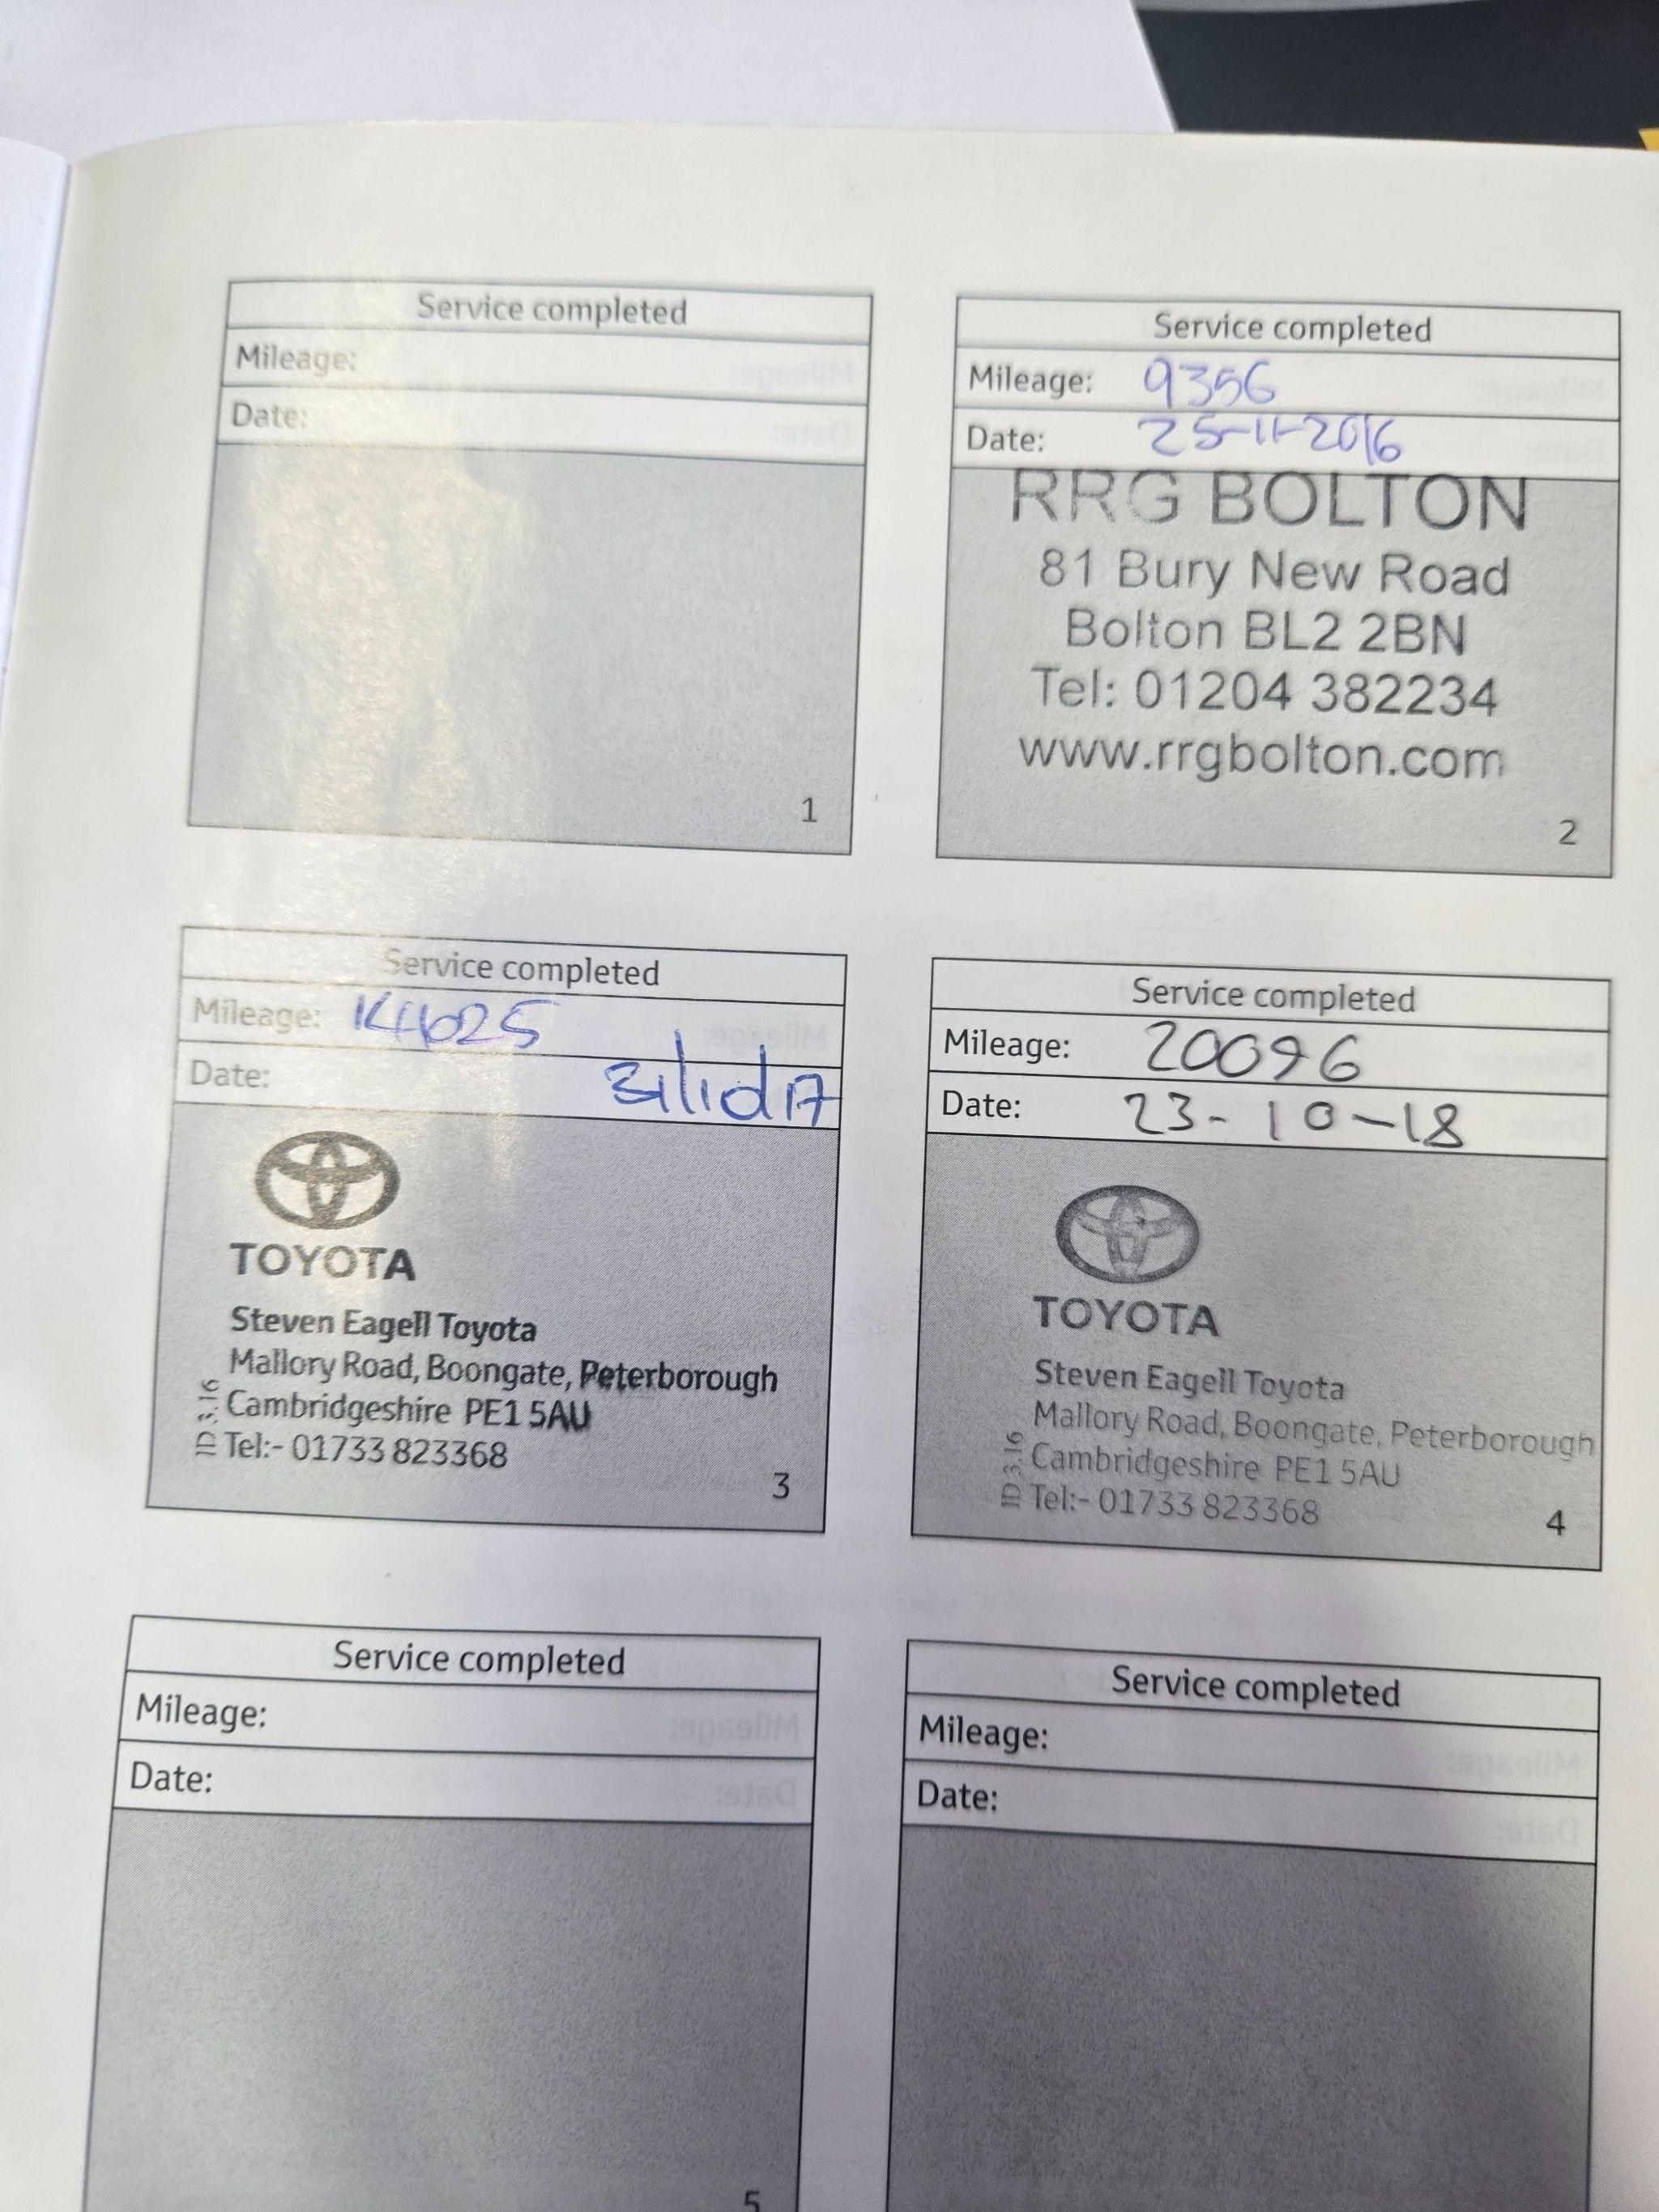 Service completed
Mileage:
Date:
1
Service completed
Mileage: 9356
Date: 25-11-2016
RRG BOLTON
81 Bury New Road
Bolton BL2 2BN
Tel: 01204 382234
www.rrgbolton.com
2
Service completed
Mileage: 14625
Date: 31/10/17
TOYOTA
Steven Eagell Toyota
Mallory Road, Boongate, Peterborough
Cambridgeshire PE1 5AU
Tel:- 01733 823368
ID 3.16
3
Service completed
Mileage: 20096
Date: 23-10-18
TOYOTA
Steven Eagell Toyota
Mallory Road, Boongate, Peterborough
Cambridgeshire PE1 5AU
Tel:- 01733 823368
ID 3.16
4
Service completed
Mileage:
Date:
5
Service completed
Mileage:
Date: